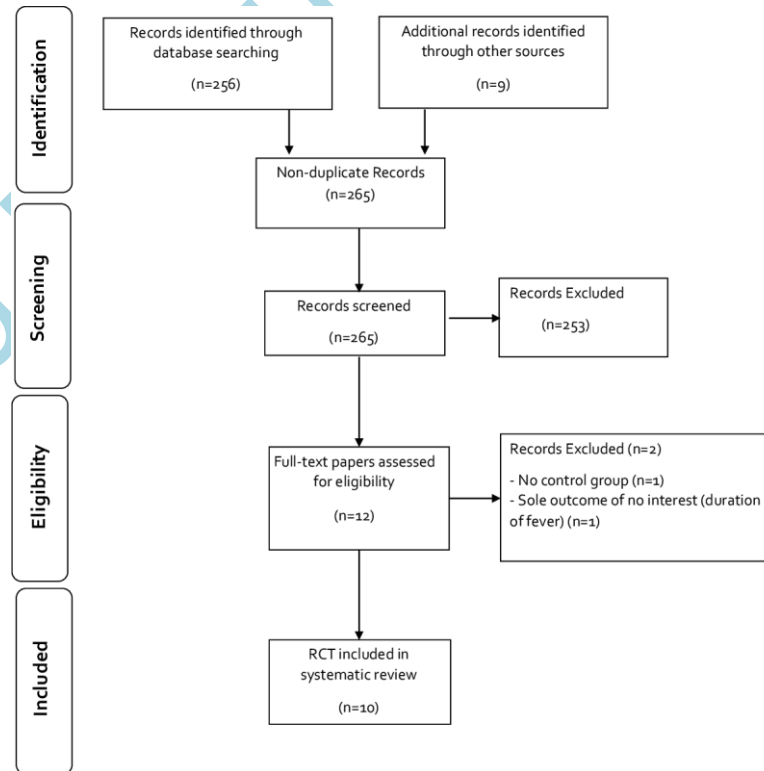 Identification
Records identified through
database searching
(n=256)
Additional records identified
through other sources
(n=9)
Non-duplicate Records
(n=265)
Screening
Records screened
(n=265)
Records Excluded
(n=253)
Eligibility
Full-text papers assessed
for eligibility
(n=12)
Records Excluded (n=2)
- No control group (n=1)
- Sole outcome of no interest (duration
of fever) (n=1)
Included
RCT included in
systematic review
(n=10)